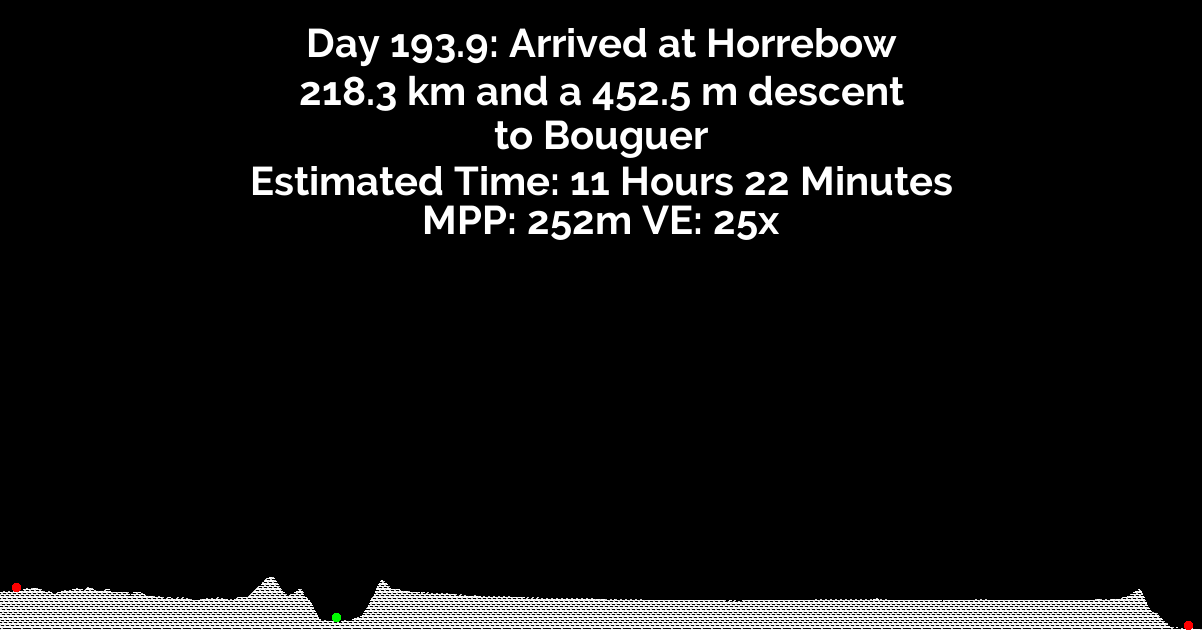 Day 193.9: Arrived at Horrebow
218.3 km and a 452.5 m descent
to Bouguer
Estimated Time: 11 Hours 22 Minutes
MPP: 252m VE: 25x